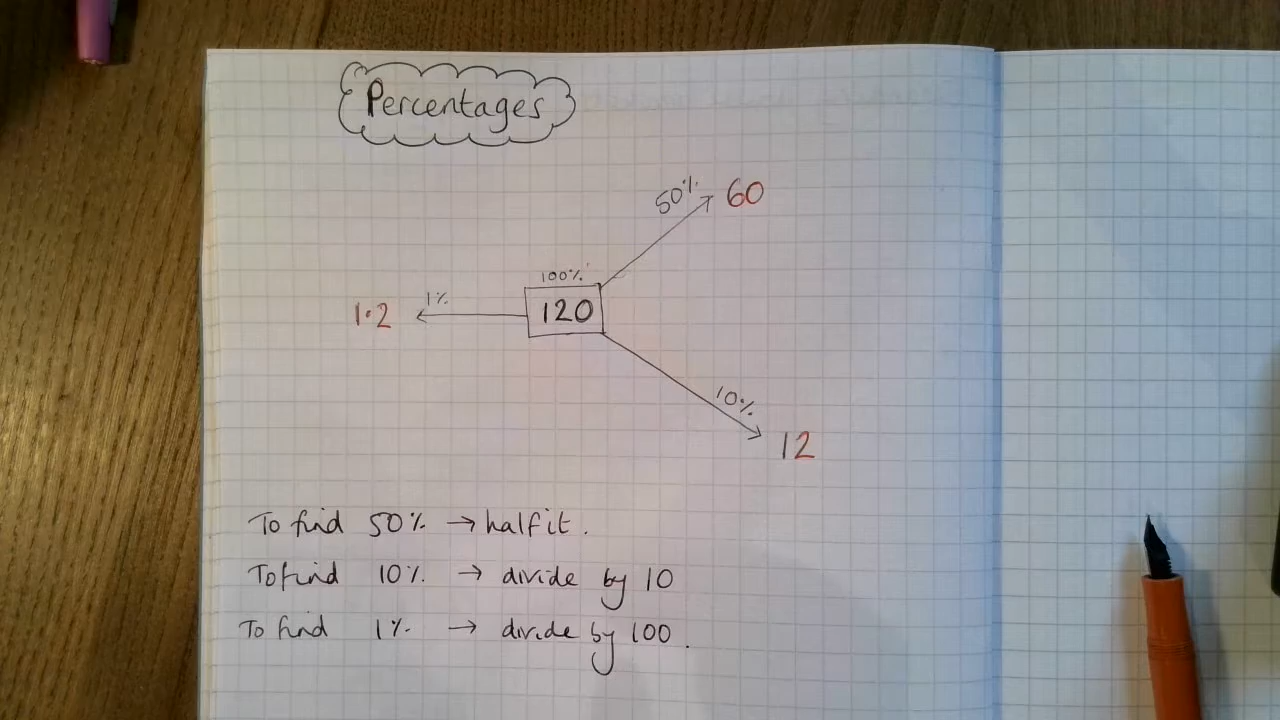 Percentages
50% 60
100%
1.2 1% 120
10%
12
To find 50% → half it.
To find 10% → divide by 10
To find 1% → divide by 100.